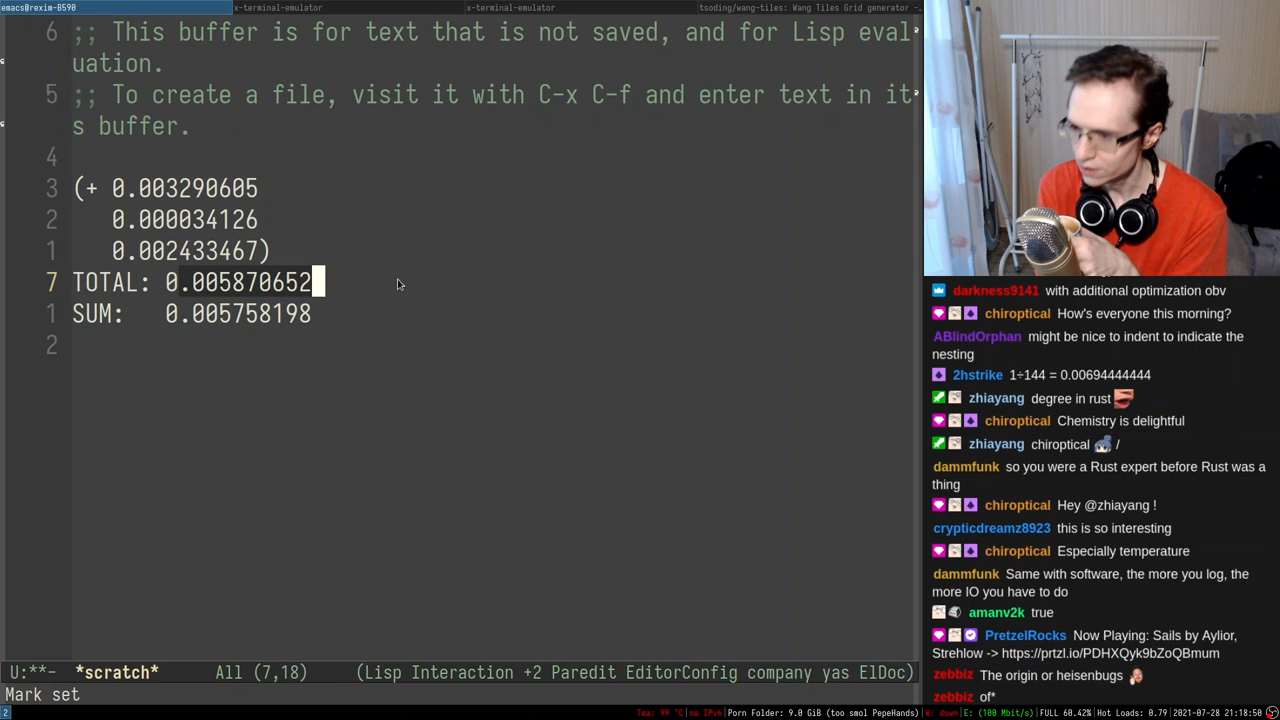 emacs@rexim-B590
x-terminal-emulator
x-terminal-emulator
tsoding/wang-tiles: Wang Tiles Grid generator -
6 ;; This buffer is for text that is not saved, and for Lisp eval
uation.
5 ;; To create a file, visit it with C-x C-f and enter text in it
s buffer.
4
3 (+ 0.003290605
2 0.000034126
1 0.002433467)
7 TOTAL: 0.005870652
1 SUM: 0.005758198
2
U:**- *scratch* All (7,18) (Lisp Interaction +2 Paredit EditorConfig company yas ElDoc)
Mark set
darkness9141 with additional optimization obv
chiroptical How's everyone this morning?
ABlindOrphan might be nice to indent to indicate the
nesting
2hstrike 1÷144 = 0.00694444444
zhiayang degree in rust
chiroptical Chemistry is delightful
zhiayang chiroptical /
dammfunk so you were a Rust expert before Rust was a
thing
chiroptical Hey @zhiayang !
crypticdreamz8923 this is so interesting
chiroptical Especially temperature
dammfunk Same with software, the more you log, the
more IO you have to do
amanv2k true
PretzelRocks Now Playing: Sails by Aylior,
Strehlow -> https://prtzl.io/PDHXQyk9bZoQBmum
zebbiz The origin or heisenbugs
zebbiz of*
2 Tea: 99 °C|no IPv6|Porn Folder: 9.0 GiB (too smol PepeHands)|W: down|E: (100 Mbit/s)|FULL 60.42%|Hot Loads: 0.79|2021-07-28 21:18:50